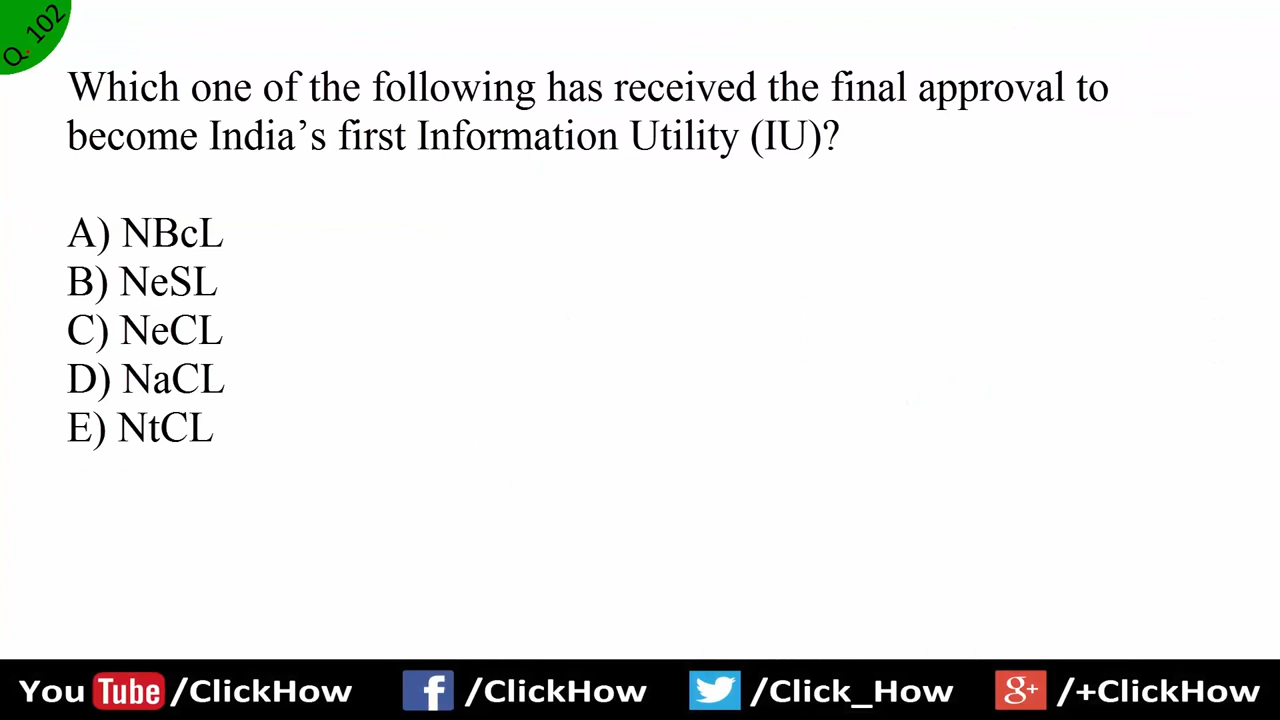 Q. 102
Which one of the following has received the final approval to
become India’s first Information Utility (IU)?
A) NBcL
B) NeSL
C) NeCL
D) NaCL
E) NtCL
You Tube /ClickHow f /ClickHow /Click_How g+ /+ClickHow